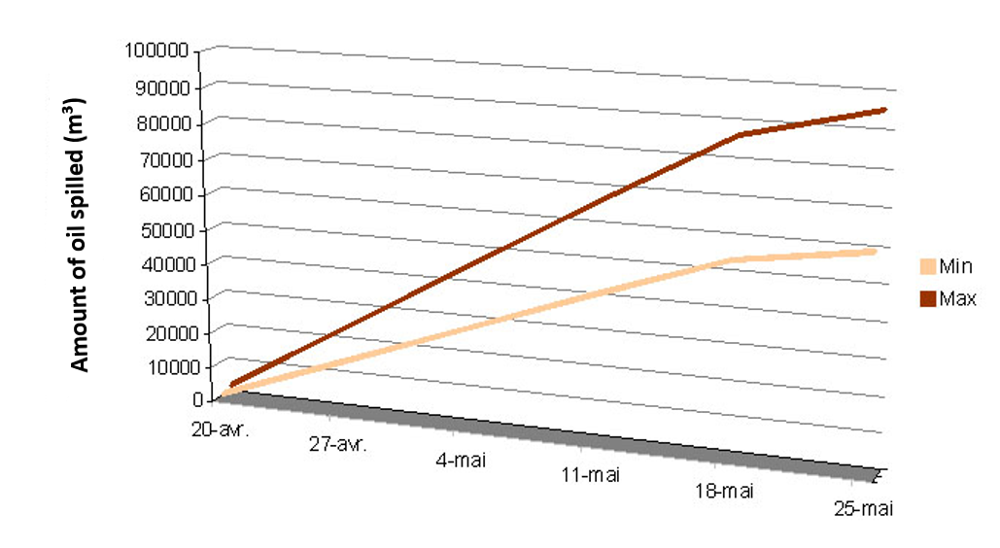 Amount of oil spilled (m³)
100000
90000
80000
70000
60000
50000
40000
30000
20000
10000
0
20-avr.
27-avr.
4-mai
11-mai
18-mai
25-mai
Min
Max